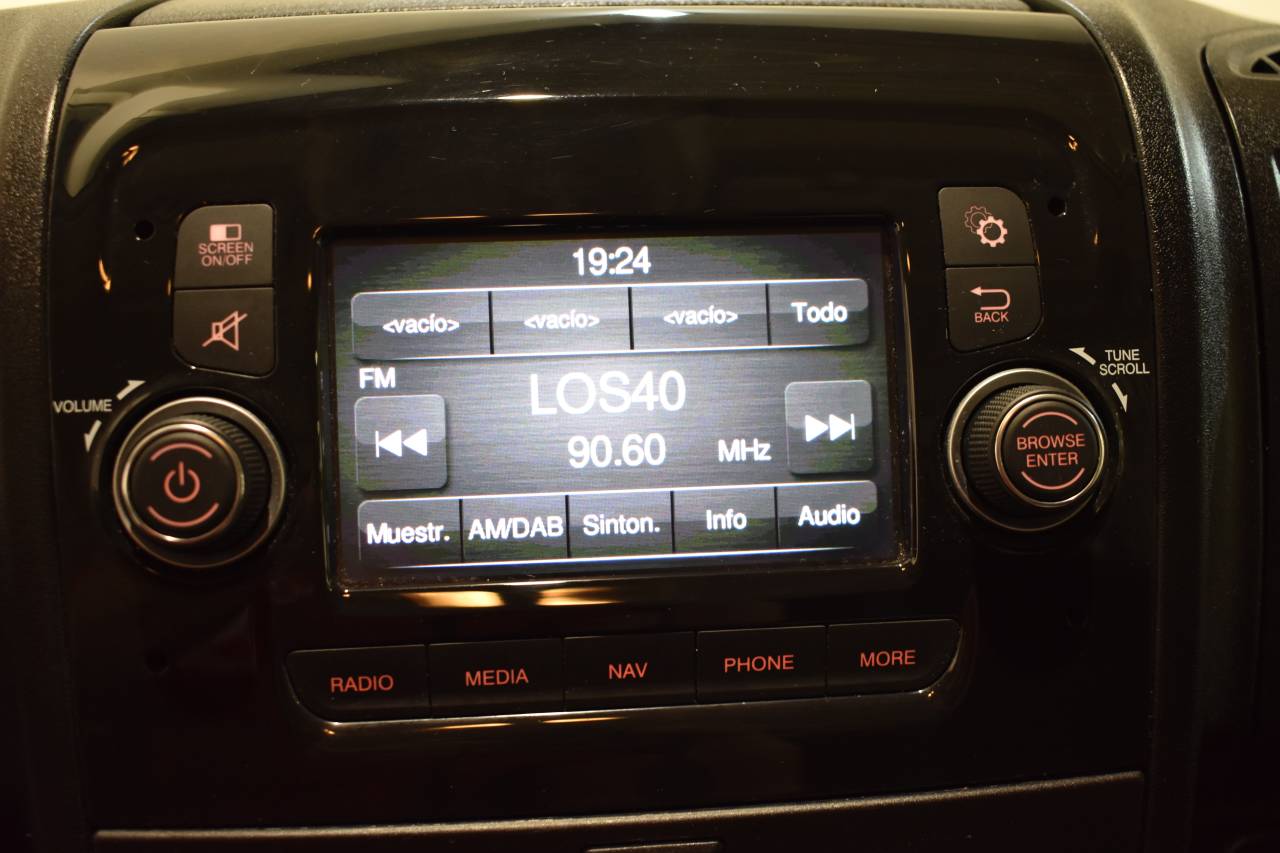 19:24
SCREEN
ON/OFF
<vacío> <vacío> <vacío> Todo
BACK
FM
LOS40
90.60 MHz
VOLUME
TUNE
SCROLL
BROWSE
ENTER
Muestr. AM/DAB Sinton. Info Audio
RADIO MEDIA NAV PHONE MORE